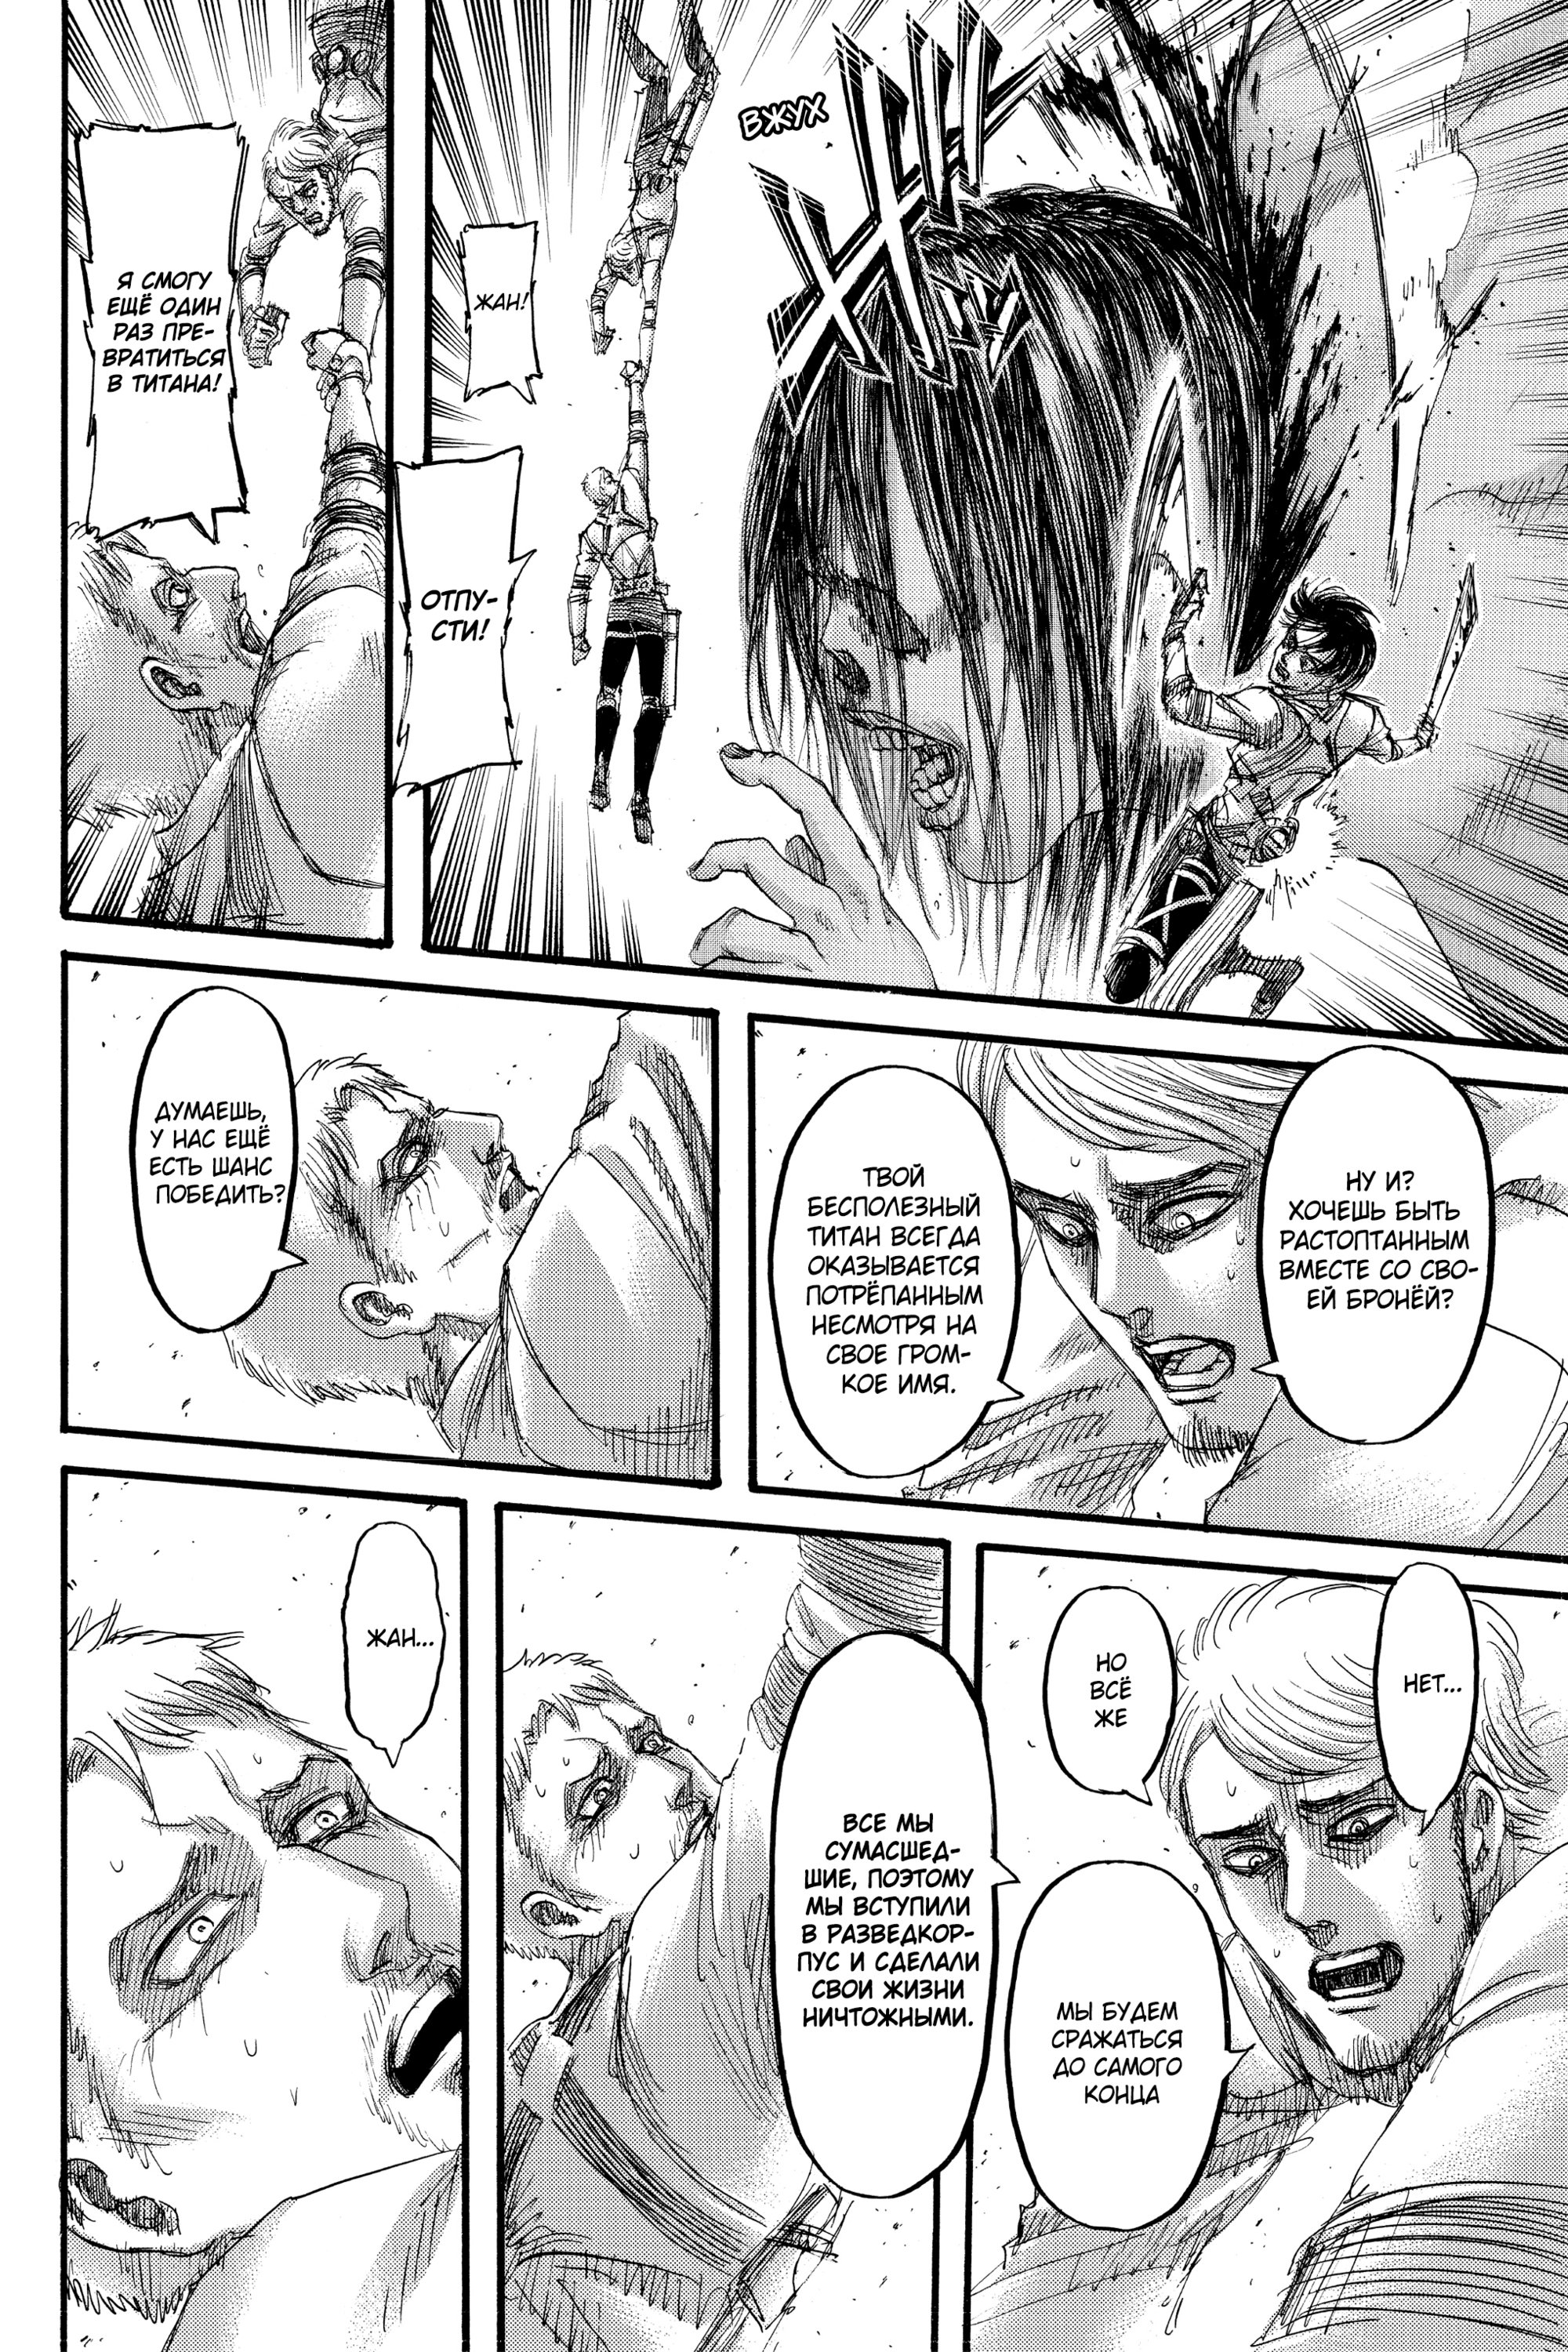 ВЖУХ
ЖАН!
ОТПУ-
СТИ!
Я СМОГУ
ЕЩЁ ОДИН
РАЗ ПРЕ-
ВРАТИТЬСЯ
В ТИТАНА!
НУ И?
ХОЧЕШЬ БЫТЬ
РАСТОПТАННЫМ
ВМЕСТЕ СО СВО-
ЕЙ БРОНЁЙ?
ТВОЙ
БЕСПОЛЕЗНЫЙ
ТИТАН ВСЕГДА
ОКАЗЫВАЕТСЯ
ПОТРЁПАННЫМ
НЕСМОТРЯ НА
СВОЕ ГРОМ-
КОЕ ИМЯ.
ДУМАЕШЬ,
У НАС ЕЩЁ
ЕСТЬ ШАНС
ПОБЕДИТЬ?
НЕТ...
НО
ВСЁ
ЖЕ
МЫ БУДЕМ
СРАЖАТЬСЯ
ДО САМОГО
КОНЦА
ВСЕ МЫ
СУМАСШЕД-
ШИЕ, ПОЭТОМУ
МЫ ВСТУПИЛИ
В РАЗВЕДКОР-
ПУС И СДЕЛАЛИ
СВОИ ЖИЗНИ
НИЧТОЖНЫМИ.
ЖАН...